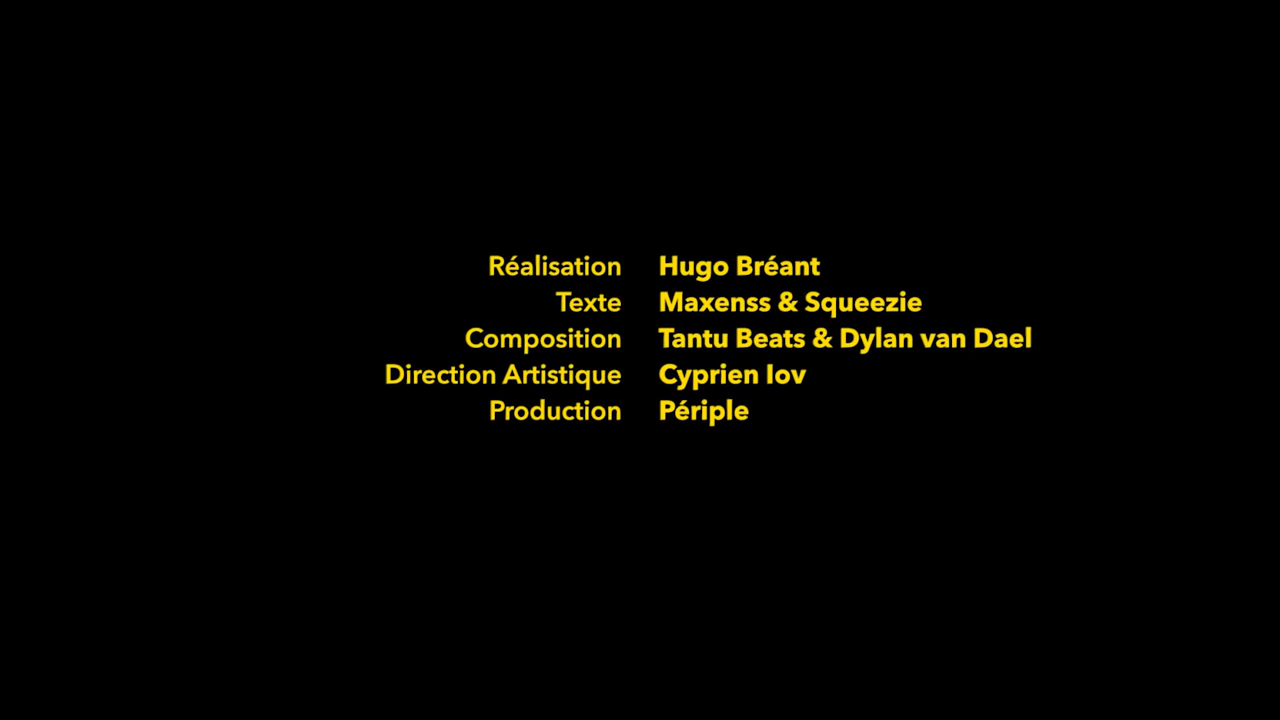 Réalisation Hugo Bréant
Texte Maxenss & Squeezie
Composition Tantu Beats & Dylan van Dael
Direction Artistique Cyprien Iov
Production Périple